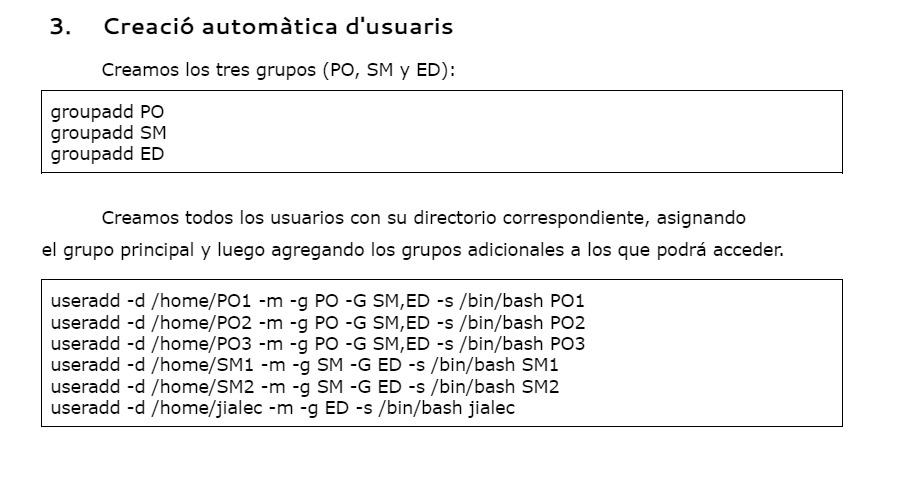 3. Creació automàtica d'usuaris
Creamos los tres grupos (PO, SM y ED):
groupadd PO
groupadd SM
groupadd ED
Creamos todos los usuarios con su directorio correspondiente, asignando
el grupo principal y luego agregando los grupos adicionales a los que podrá acceder.
useradd -d /home/PO1 -m -g PO -G SM,ED -s /bin/bash PO1
useradd -d /home/PO2 -m -g PO -G SM,ED -s /bin/bash PO2
useradd -d /home/PO3 -m -g PO -G SM,ED -s /bin/bash PO3
useradd -d /home/SM1 -m -g SM -G ED -s /bin/bash SM1
useradd -d /home/SM2 -m -g SM -G ED -s /bin/bash SM2
useradd -d /home/jialec -m -g ED -s /bin/bash jialec